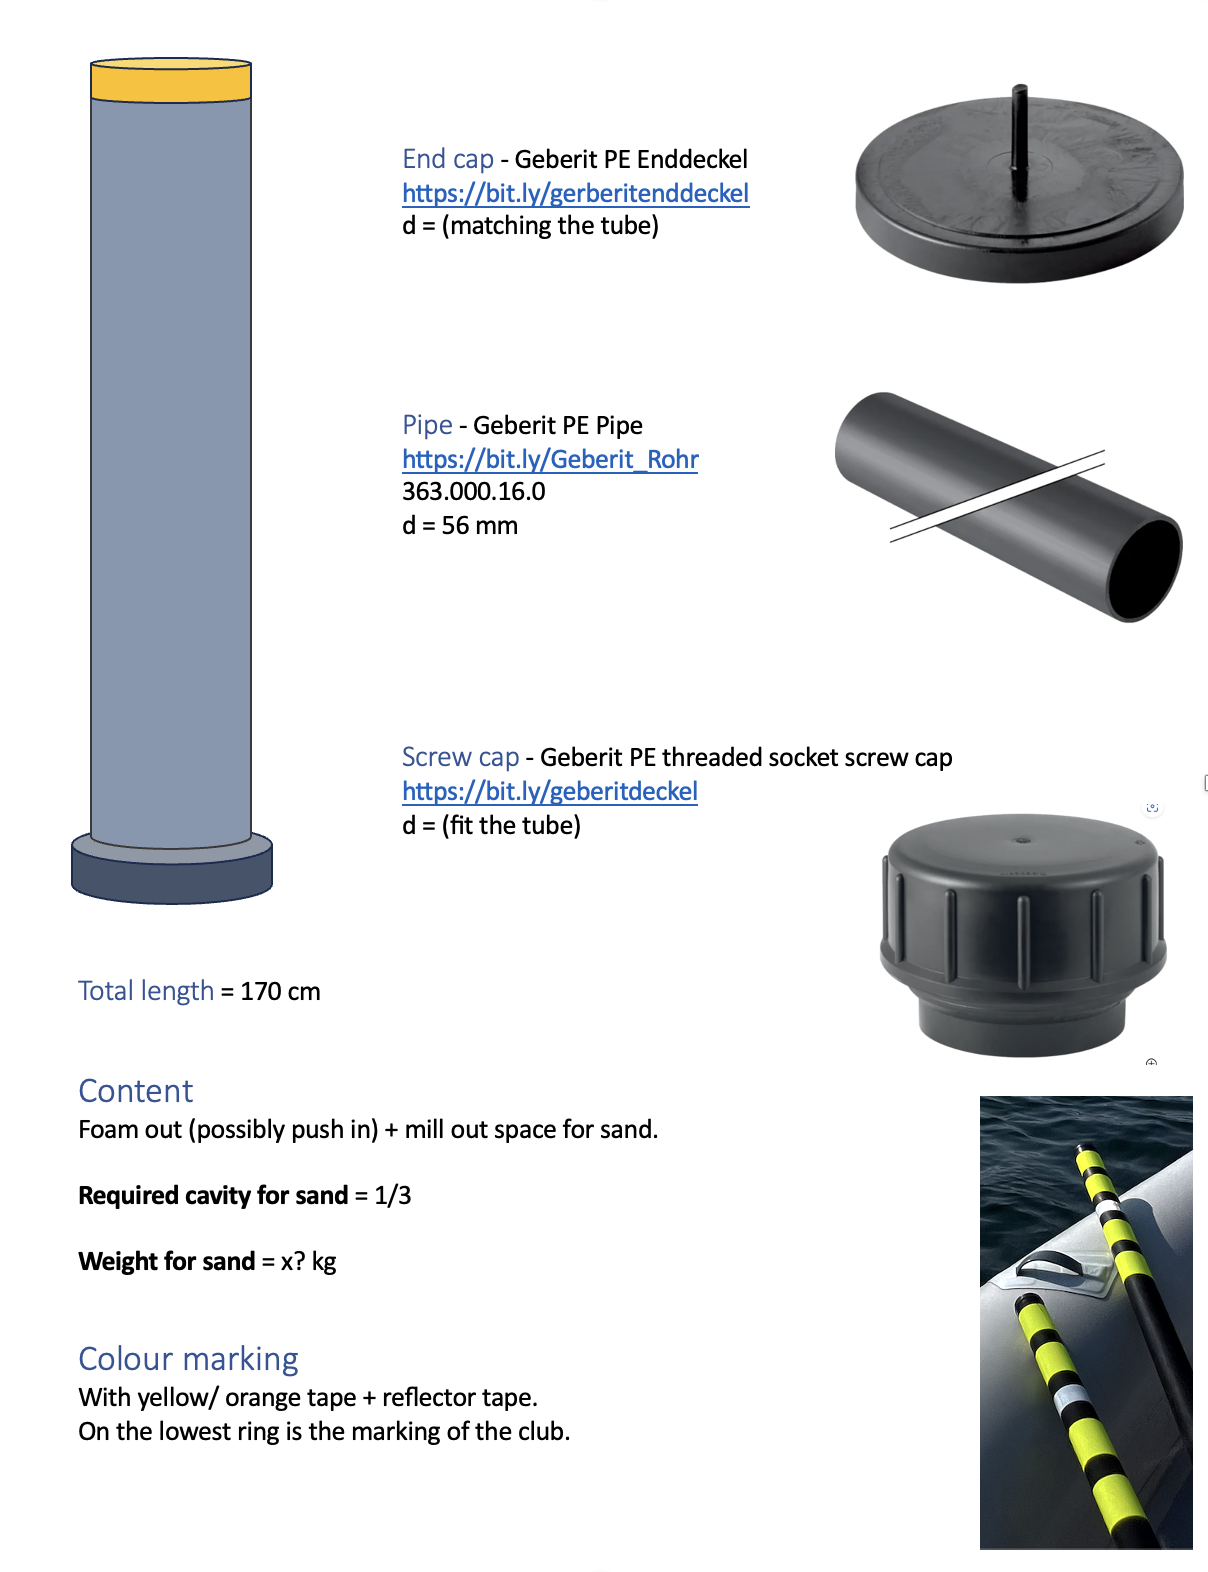 End cap - Geberit PE Enddeckel
https://bit.ly/gerberitenddeckel
d = (matching the tube)
Pipe - Geberit PE Pipe
https://bit.ly/Geberit_Rohr
363.000.16.0
d = 56 mm
Screw cap - Geberit PE threaded socket screw cap
https://bit.ly/geberitdeckel
d = (fit the tube)
Total length = 170 cm
Content
Foam out (possibly push in) + mill out space for sand.
Required cavity for sand = 1/3
Weight for sand = x? kg
Colour marking
With yellow/ orange tape + reflector tape.
On the lowest ring is the marking of the club.